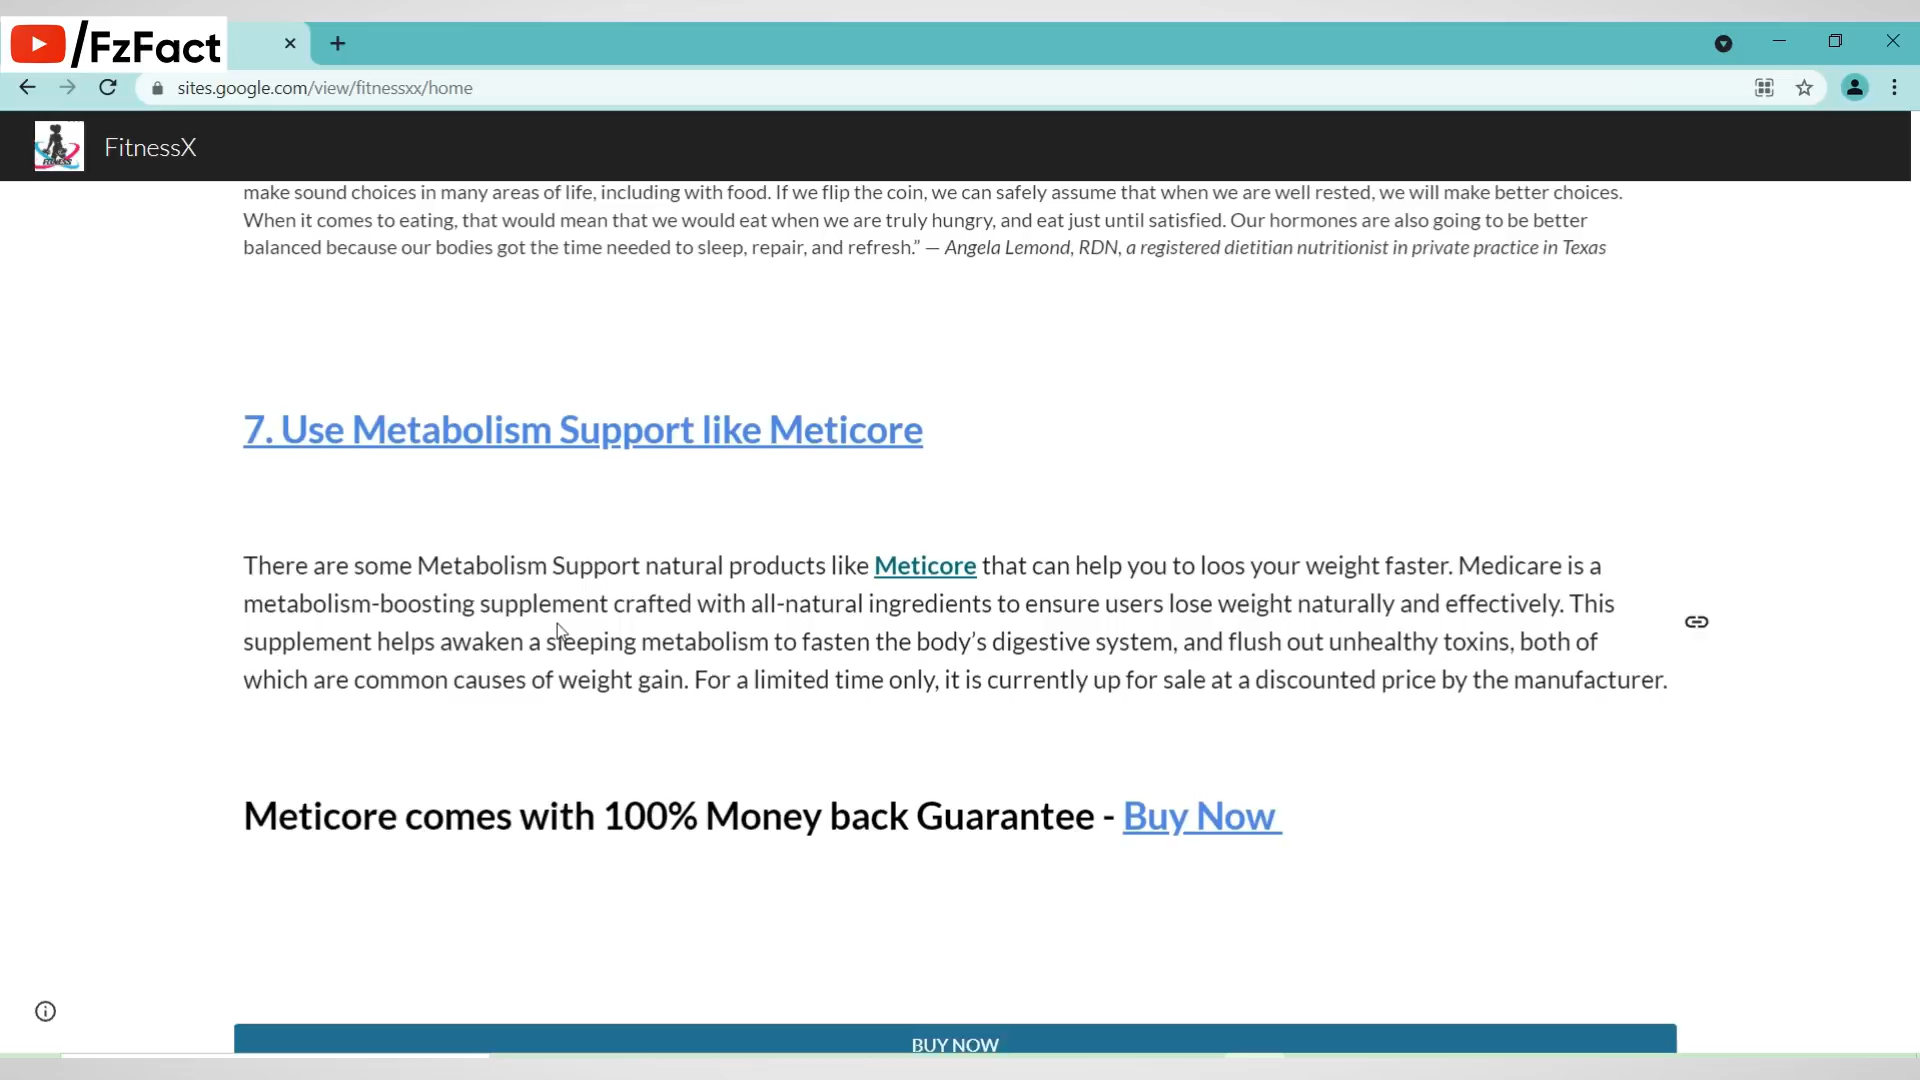 /FzFact
sites.google.com/view/fitnessxx/home
FITNESS
FitnessX
make sound choices in many areas of life, including with food. If we flip the coin, we can safely assume that when we are well rested, we will make better choices.
When it comes to eating, that would mean that we would eat when we are truly hungry, and eat just until satisfied. Our hormones are also going to be better
balanced because our bodies got the time needed to sleep, repair, and refresh.” — Angela Lemond, RDN, a registered dietitian nutritionist in private practice in Texas
7. Use Metabolism Support like Meticore
There are some Metabolism Support natural products like Meticore that can help you to loos your weight faster. Medicare is a
metabolism-boosting supplement crafted with all-natural ingredients to ensure users lose weight naturally and effectively. This
supplement helps awaken a sleeping metabolism to fasten the body’s digestive system, and flush out unhealthy toxins, both of
which are common causes of weight gain. For a limited time only, it is currently up for sale at a discounted price by the manufacturer.
Meticore comes with 100% Money back Guarantee - Buy Now
BUY NOW